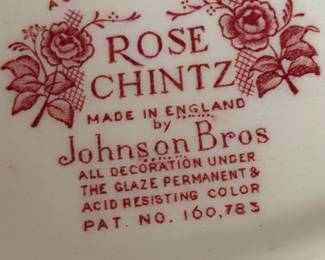 ROSE
CHINTZ
MADE IN ENGLAND
by
Johnson Bros
ALL DECORATION UNDER
THE GLAZE PERMANENT &
ACID RESISTING COLOR
PAT. NO. 160,783